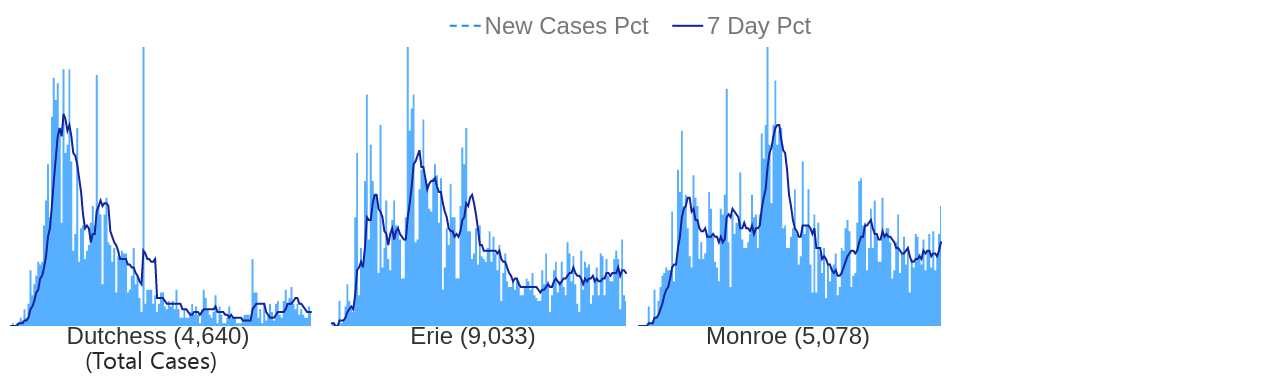 New Cases Pct 7 Day Pct
Dutchess (4,640) Erie (9,033) Monroe (5,078)
(Total Cases)